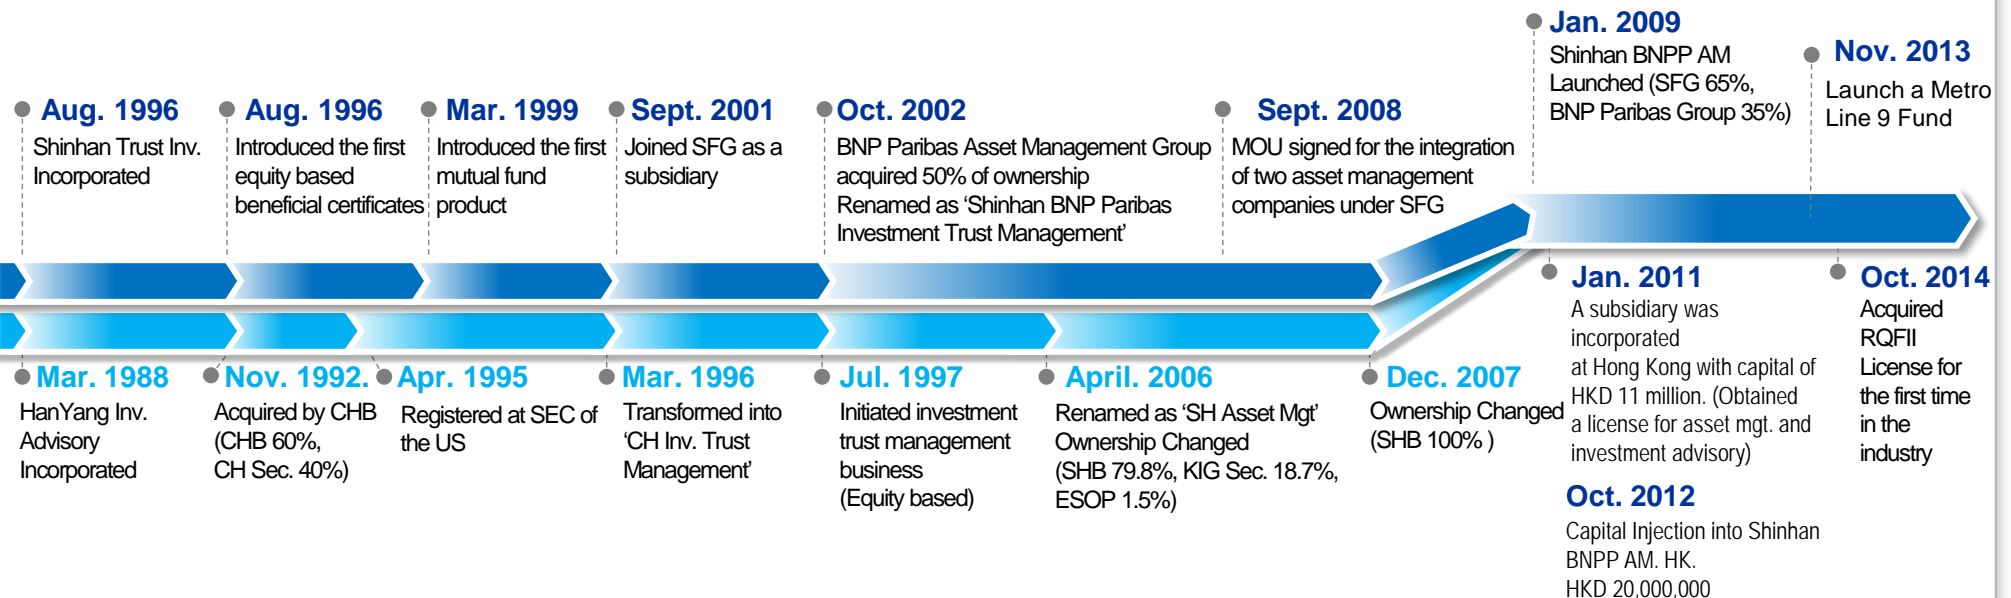 Aug. 1996
Shinhan Trust Inv.
Incorporated
Aug. 1996
Introduced the first
equity based
beneficial certificates
Mar. 1999
Introduced the first
mutual fund
product
Sept. 2001
Joined SFG as a
subsidiary
Oct. 2002
BNP Paribas Asset Management Group
acquired 50% of ownership
Renamed as ‘Shinhan BNP Paribas
Investment Trust Management’
Sept. 2008
MOU signed for the integration
of two asset management
companies under SFG
Jan. 2009
Shinhan BNPP AM
Launched (SFG 65%,
BNP Paribas Group 35%)
Nov. 2013
Launch a Metro
Line 9 Fund
Mar. 1988
HanYang Inv.
Advisory
Incorporated
Nov. 1992.
Acquired by CHB
(CHB 60%,
CH Sec. 40%)
Apr. 1995
Registered at SEC of
the US
Mar. 1996
Transformed into
‘CH Inv. Trust
Management’
Jul. 1997
Initiated investment
trust management
business
(Equity based)
April. 2006
Renamed as ‘SH Asset Mgt’
Ownership Changed
(SHB 79.8%, KIG Sec. 18.7%,
ESOP 1.5%)
Dec. 2007
Ownership Changed
(SHB 100% )
Jan. 2011
A subsidiary was
incorporated
at Hong Kong with capital of
HKD 11 million. (Obtained
a license for asset mgt. and
investment advisory)
Oct. 2012
Capital Injection into Shinhan
BNPP AM. HK.
HKD 20,000,000
Oct. 2014
Acquired
RQFII
License for
the first time
in the
industry